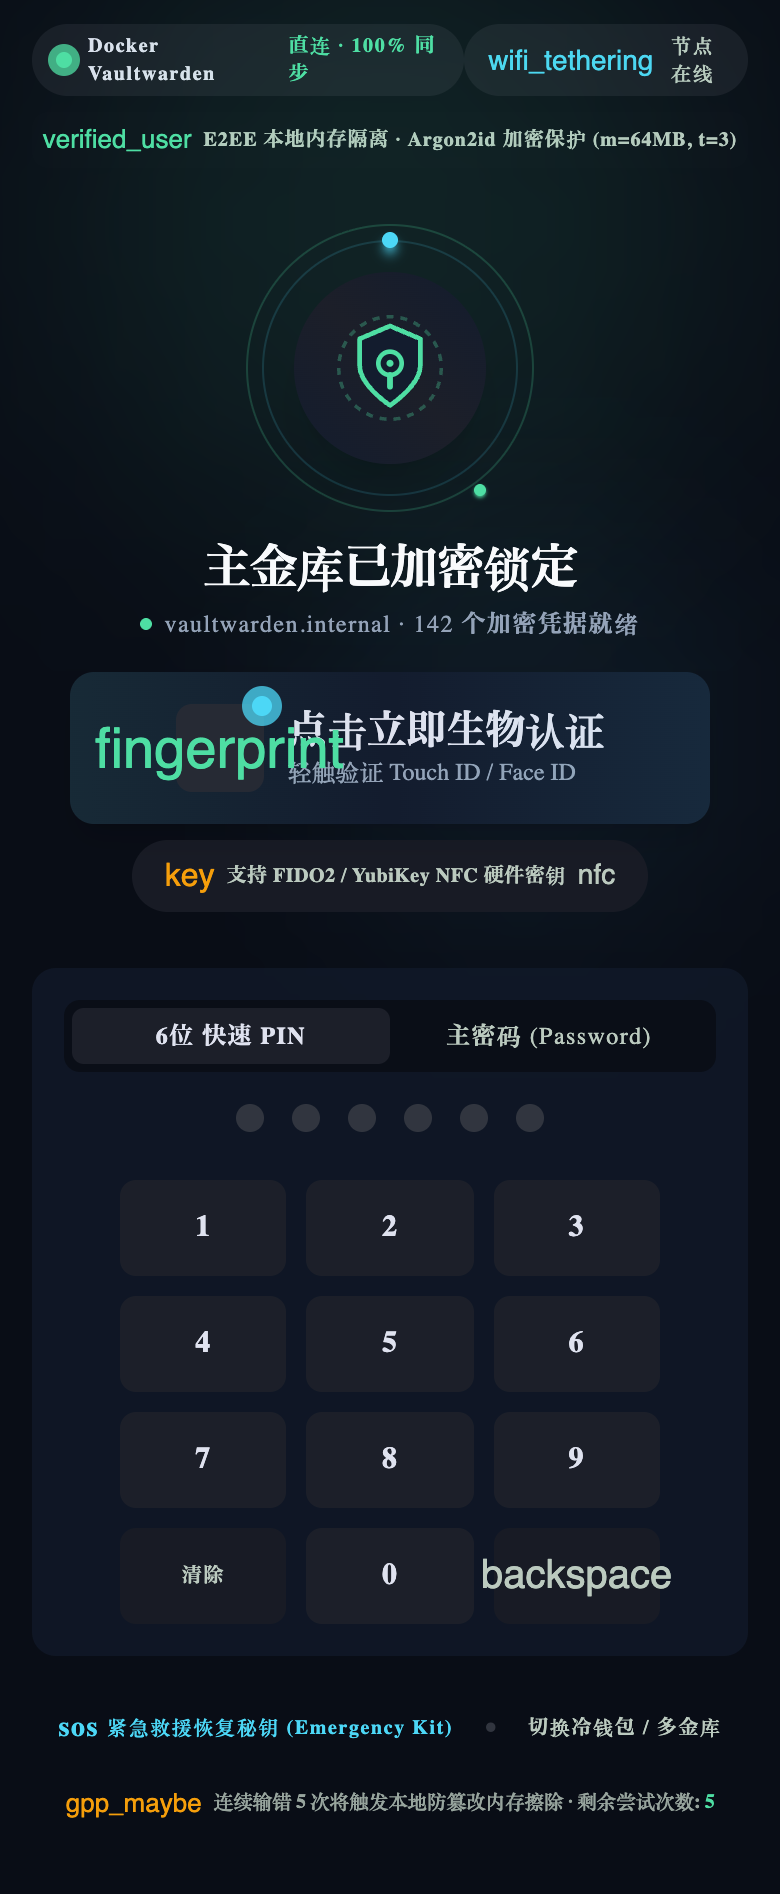 Docker
Vaultwarden
直连 · 100% 同
步
wifi_tethering
节点
在线
verified_user E2EE 本地内存隔离 · Argon2id 加密保护 (m=64MB, t=3)
主金库已加密锁定
vaultwarden.internal · 142 个加密凭据就绪
fingerprint
点击立即生物认证
轻触验证 Touch ID / Face ID
key 支持 FIDO2 / YubiKey NFC 硬件密钥 nfc
6位 快速 PIN
主密码 (Password)
1 2 3
4 5 6
7 8 9
清除 0 backspace
SOS 紧急救援恢复秘钥 (Emergency Kit)
切换冷钱包 / 多金库
gpp_maybe 连续输错 5 次将触发本地防篡改内存擦除 · 剩余尝试次数: 5